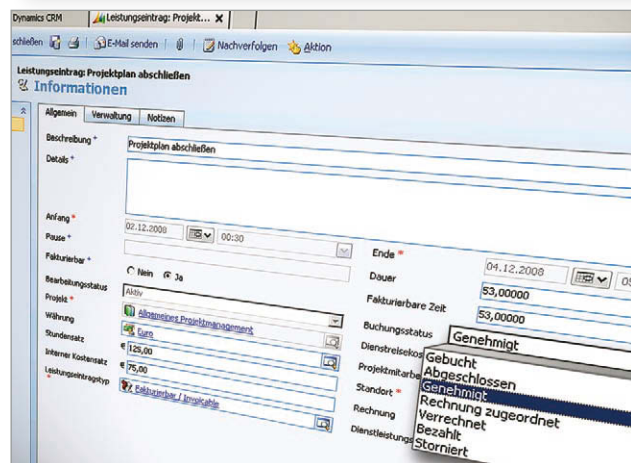 Dynamics CRM
Leistungseintrag: Projekt...
schließen
E-Mail senden
Nachverfolgen
Aktion
Leistungseintrag: Projektplan abschließen
Informationen
Allgemein
Verwaltung
Notizen
Beschreibung *
Projektplan abschließen
Details *
Anfang *
02.12.2008
00:30
Ende *
04.12.2008
Pause *
Dauer
53,00000
Fakturierbar *
Nein
Ja
Fakturierbare Zeit
53,00000
Bearbeitungsstatus
Aktiv
Buchungsstatus
Genehmigt
Projekt *
Allgemeines Projektmanagement
Dienstreisekos
Währung
Euro
Projektmitarbe
Stundensatz
€ 125,00
Standort *
Interner Kostensatz
€ 75,00
Rechnung
Leistungseintragstyp
*
Fakturierbar / Invoicable
Dienstleistungs
Gebucht
Abgeschlossen
Genehmigt
Rechnung zugeordnet
Verrechnet
Bezahlt
Storniert